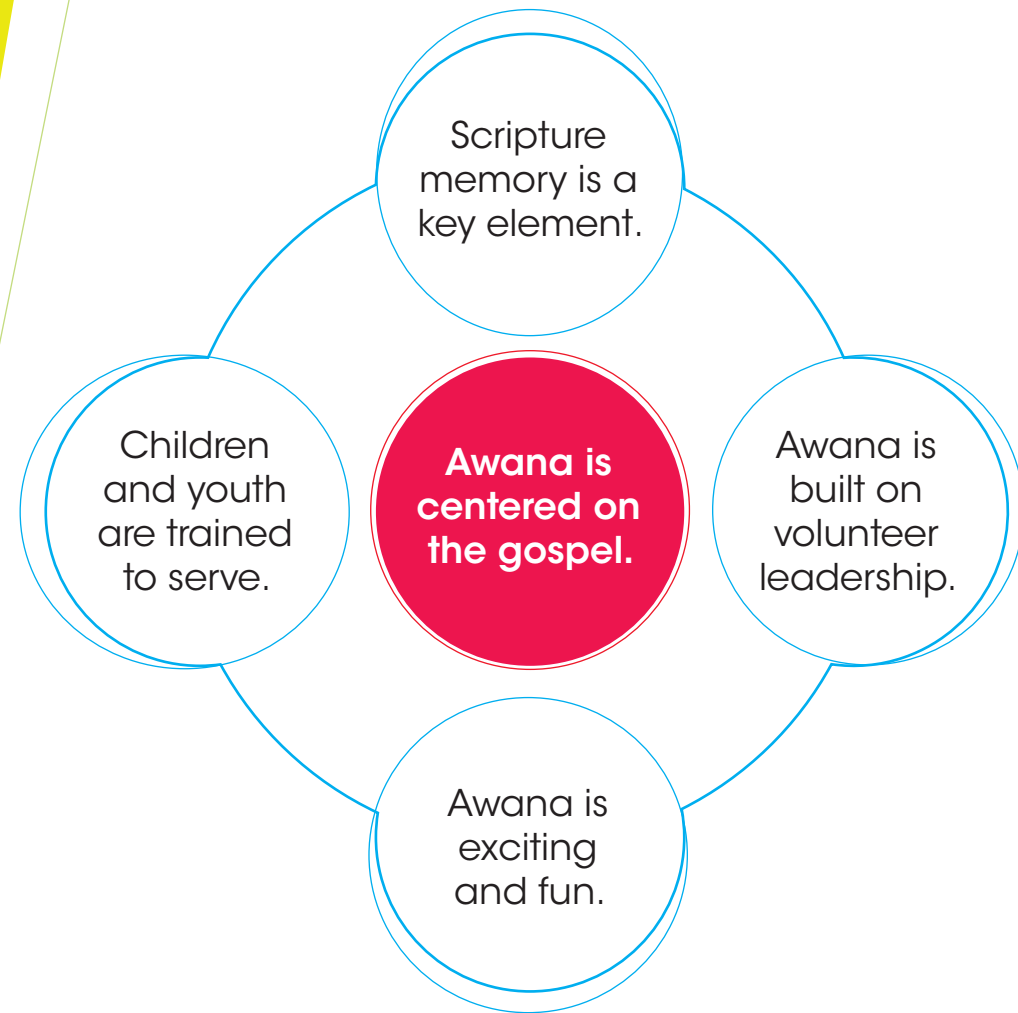 Scripture
memory is a
key element.
Children
and youth
are trained
to serve.
Awana is
centered on
the gospel.
Awana is
built on
volunteer
leadership.
Awana is
exciting
and fun.